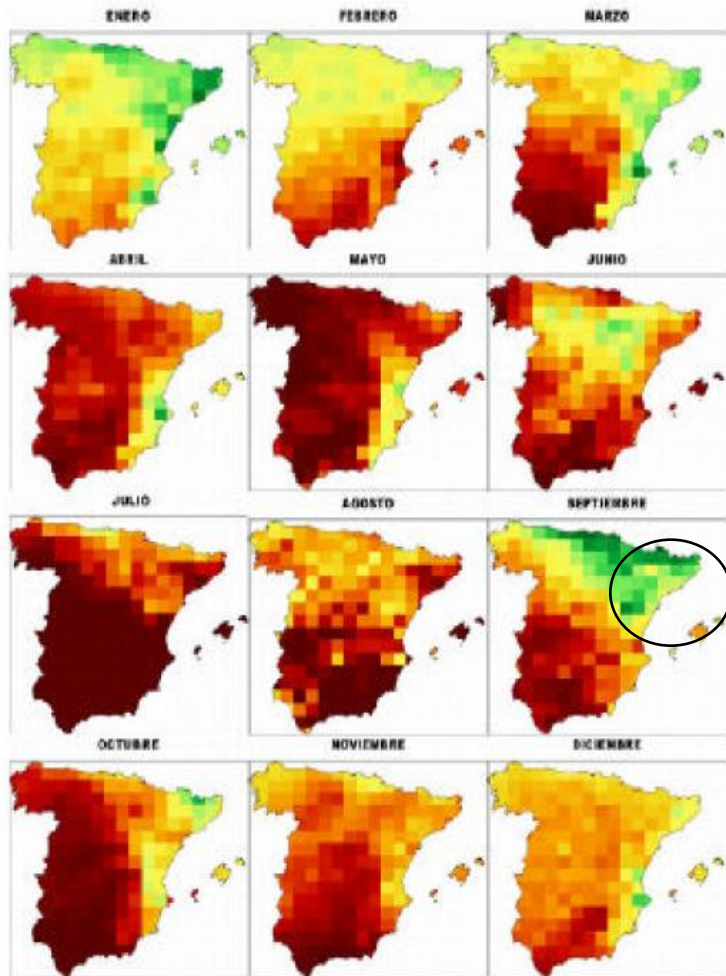 ENERO
FEBRERO
MARZO
ABRIL
MAYO
JUNIO
JULIO
AGOSTO
SEPTIEMBRE
OCTUBRE
NOVIEMBRE
DICIEMBRE